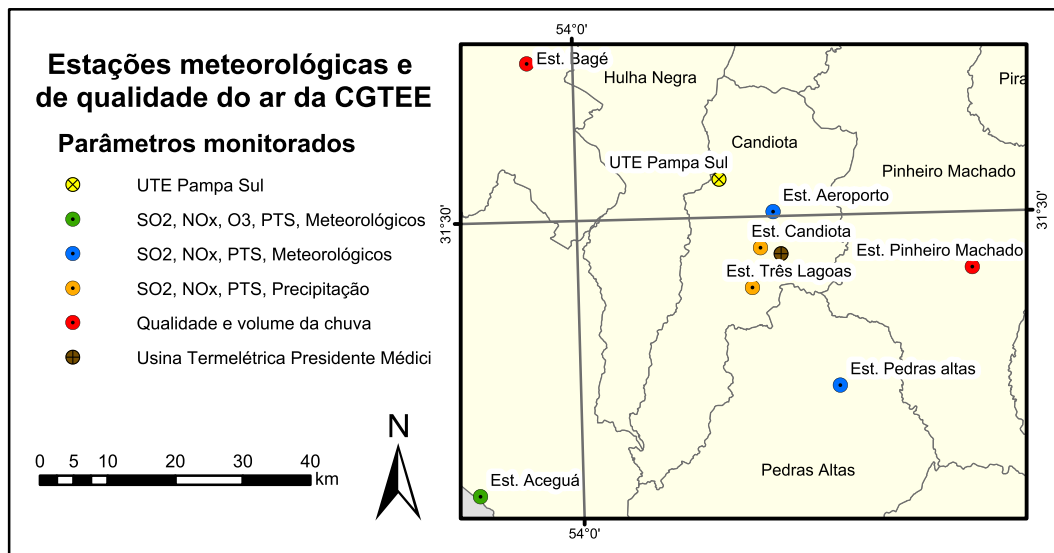 Estações meteorológicas e
de qualidade do ar da CGTEE
Parâmetros monitorados
UTE Pampa Sul
SO2, NOx, O3, PTS, Meteorológicos
SO2, NOx, PTS, Meteorológicos
SO2, NOx, PTS, Precipitação
Qualidade e volume da chuva
Usina Termelétrica Presidente Médici
0 5 10 20 30 40
km
N
54°0'
Est. Bagé
Hulha Negra
Pira
Candiota
UTE Pampa Sul
Pinheiro Machado
Est. Aeroporto
31°30'
31°30'
Est. Candiota
Est. Pinheiro Machado
Est. Três Lagoas
Est. Pedras altas
Pedras Altas
Est. Aceguá
54°0'